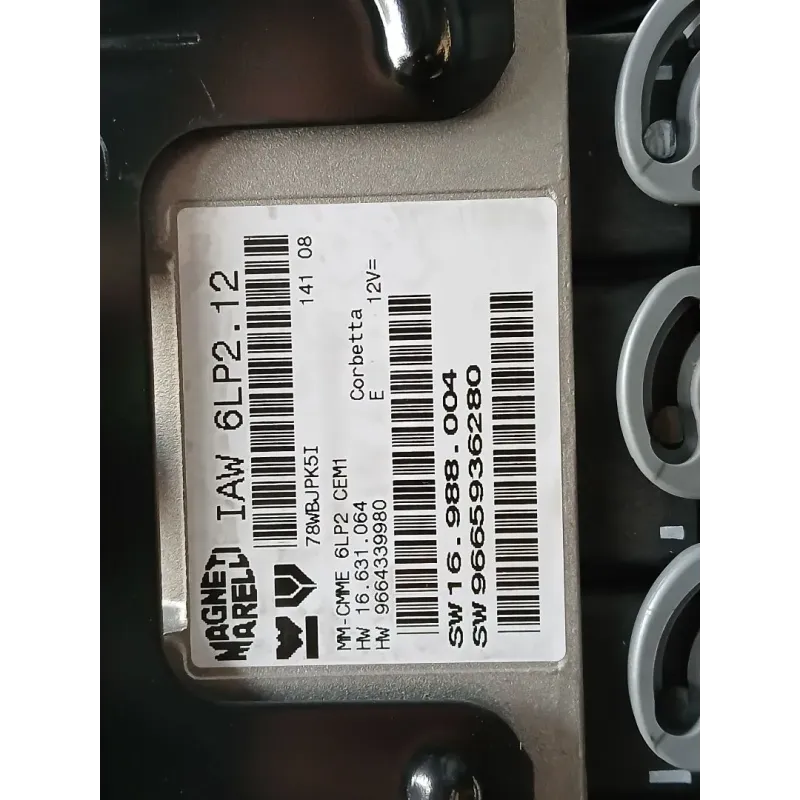 MAGNETI
MARELLI
IAW 6LP2.12
78WBJPK5I
141 08
MM-CMME 6LP2 CEM1
Corbetta
HW 16.631.064
E
12V=
HW 9664339980
SW16.988.004
SW9665936280